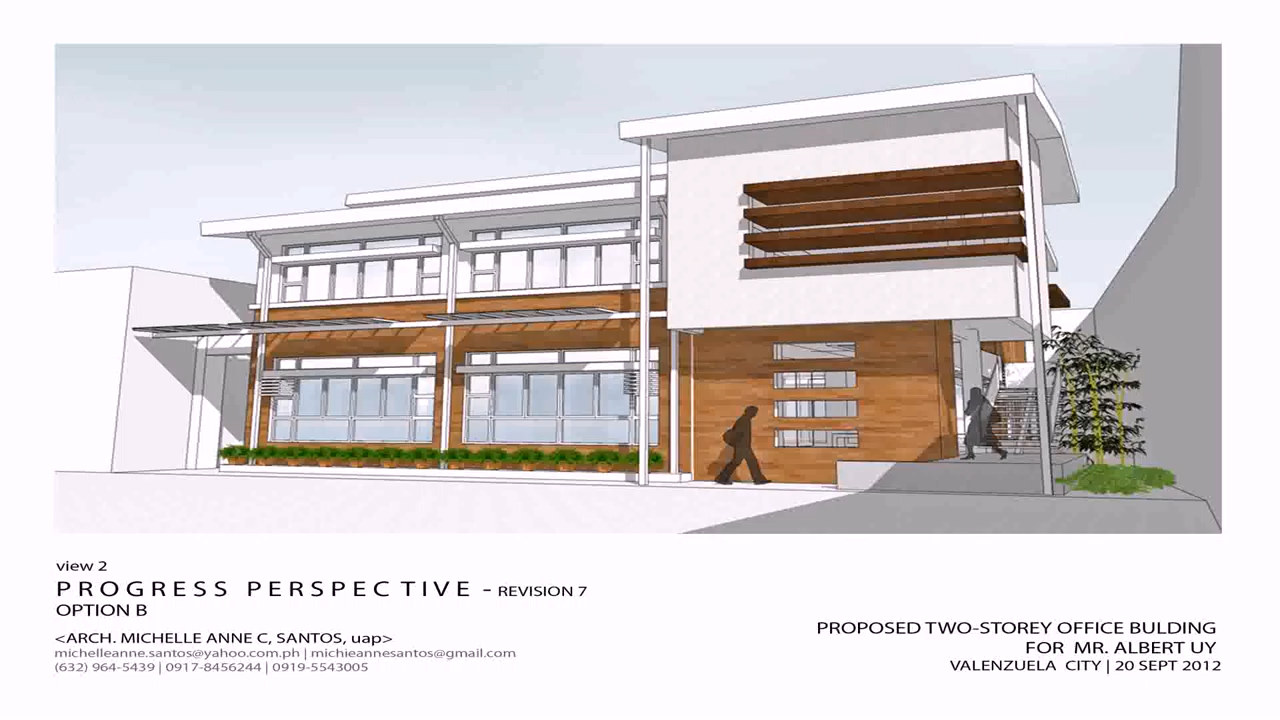 view 2
PROGRESS PERSPECTIVE - REVISION 7
OPTION B
<ARCH. MICHELLE ANNE C, SANTOS, uap>
michelleanne.santos@yahoo.com.ph | michieannesantos@gmail.com
(632) 964-5439 | 0917-8456244 | 0919-5543005
PROPOSED TWO-STOREY OFFICE BULDING
FOR MR. ALBERT UY
VALENZUELA CITY | 20 SEPT 2012